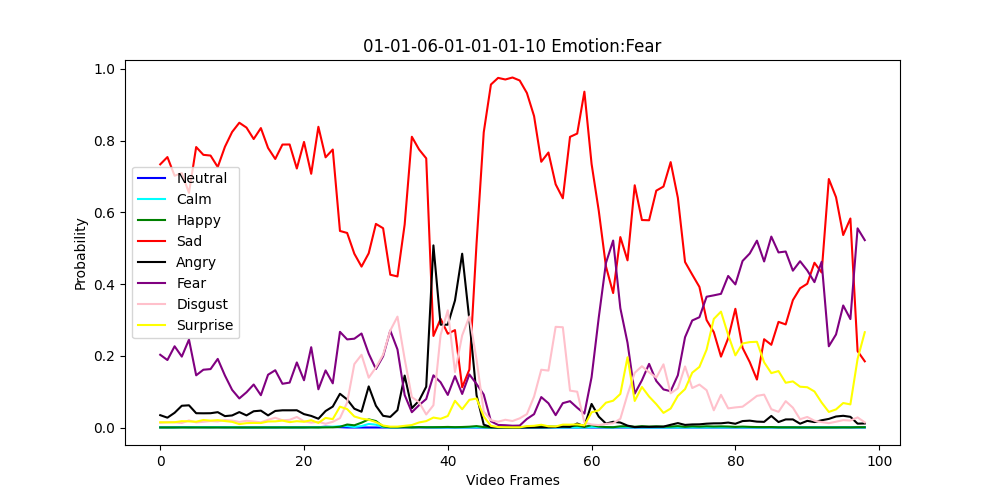 01-01-06-01-01-01-10 Emotion:Fear
1.0
0.8
0.6
0.4
0.2
0.0
Probability
Neutral
Calm
Happy
Sad
Angry
Fear
Disgust
Surprise
0 20 40 60 80 100
Video Frames